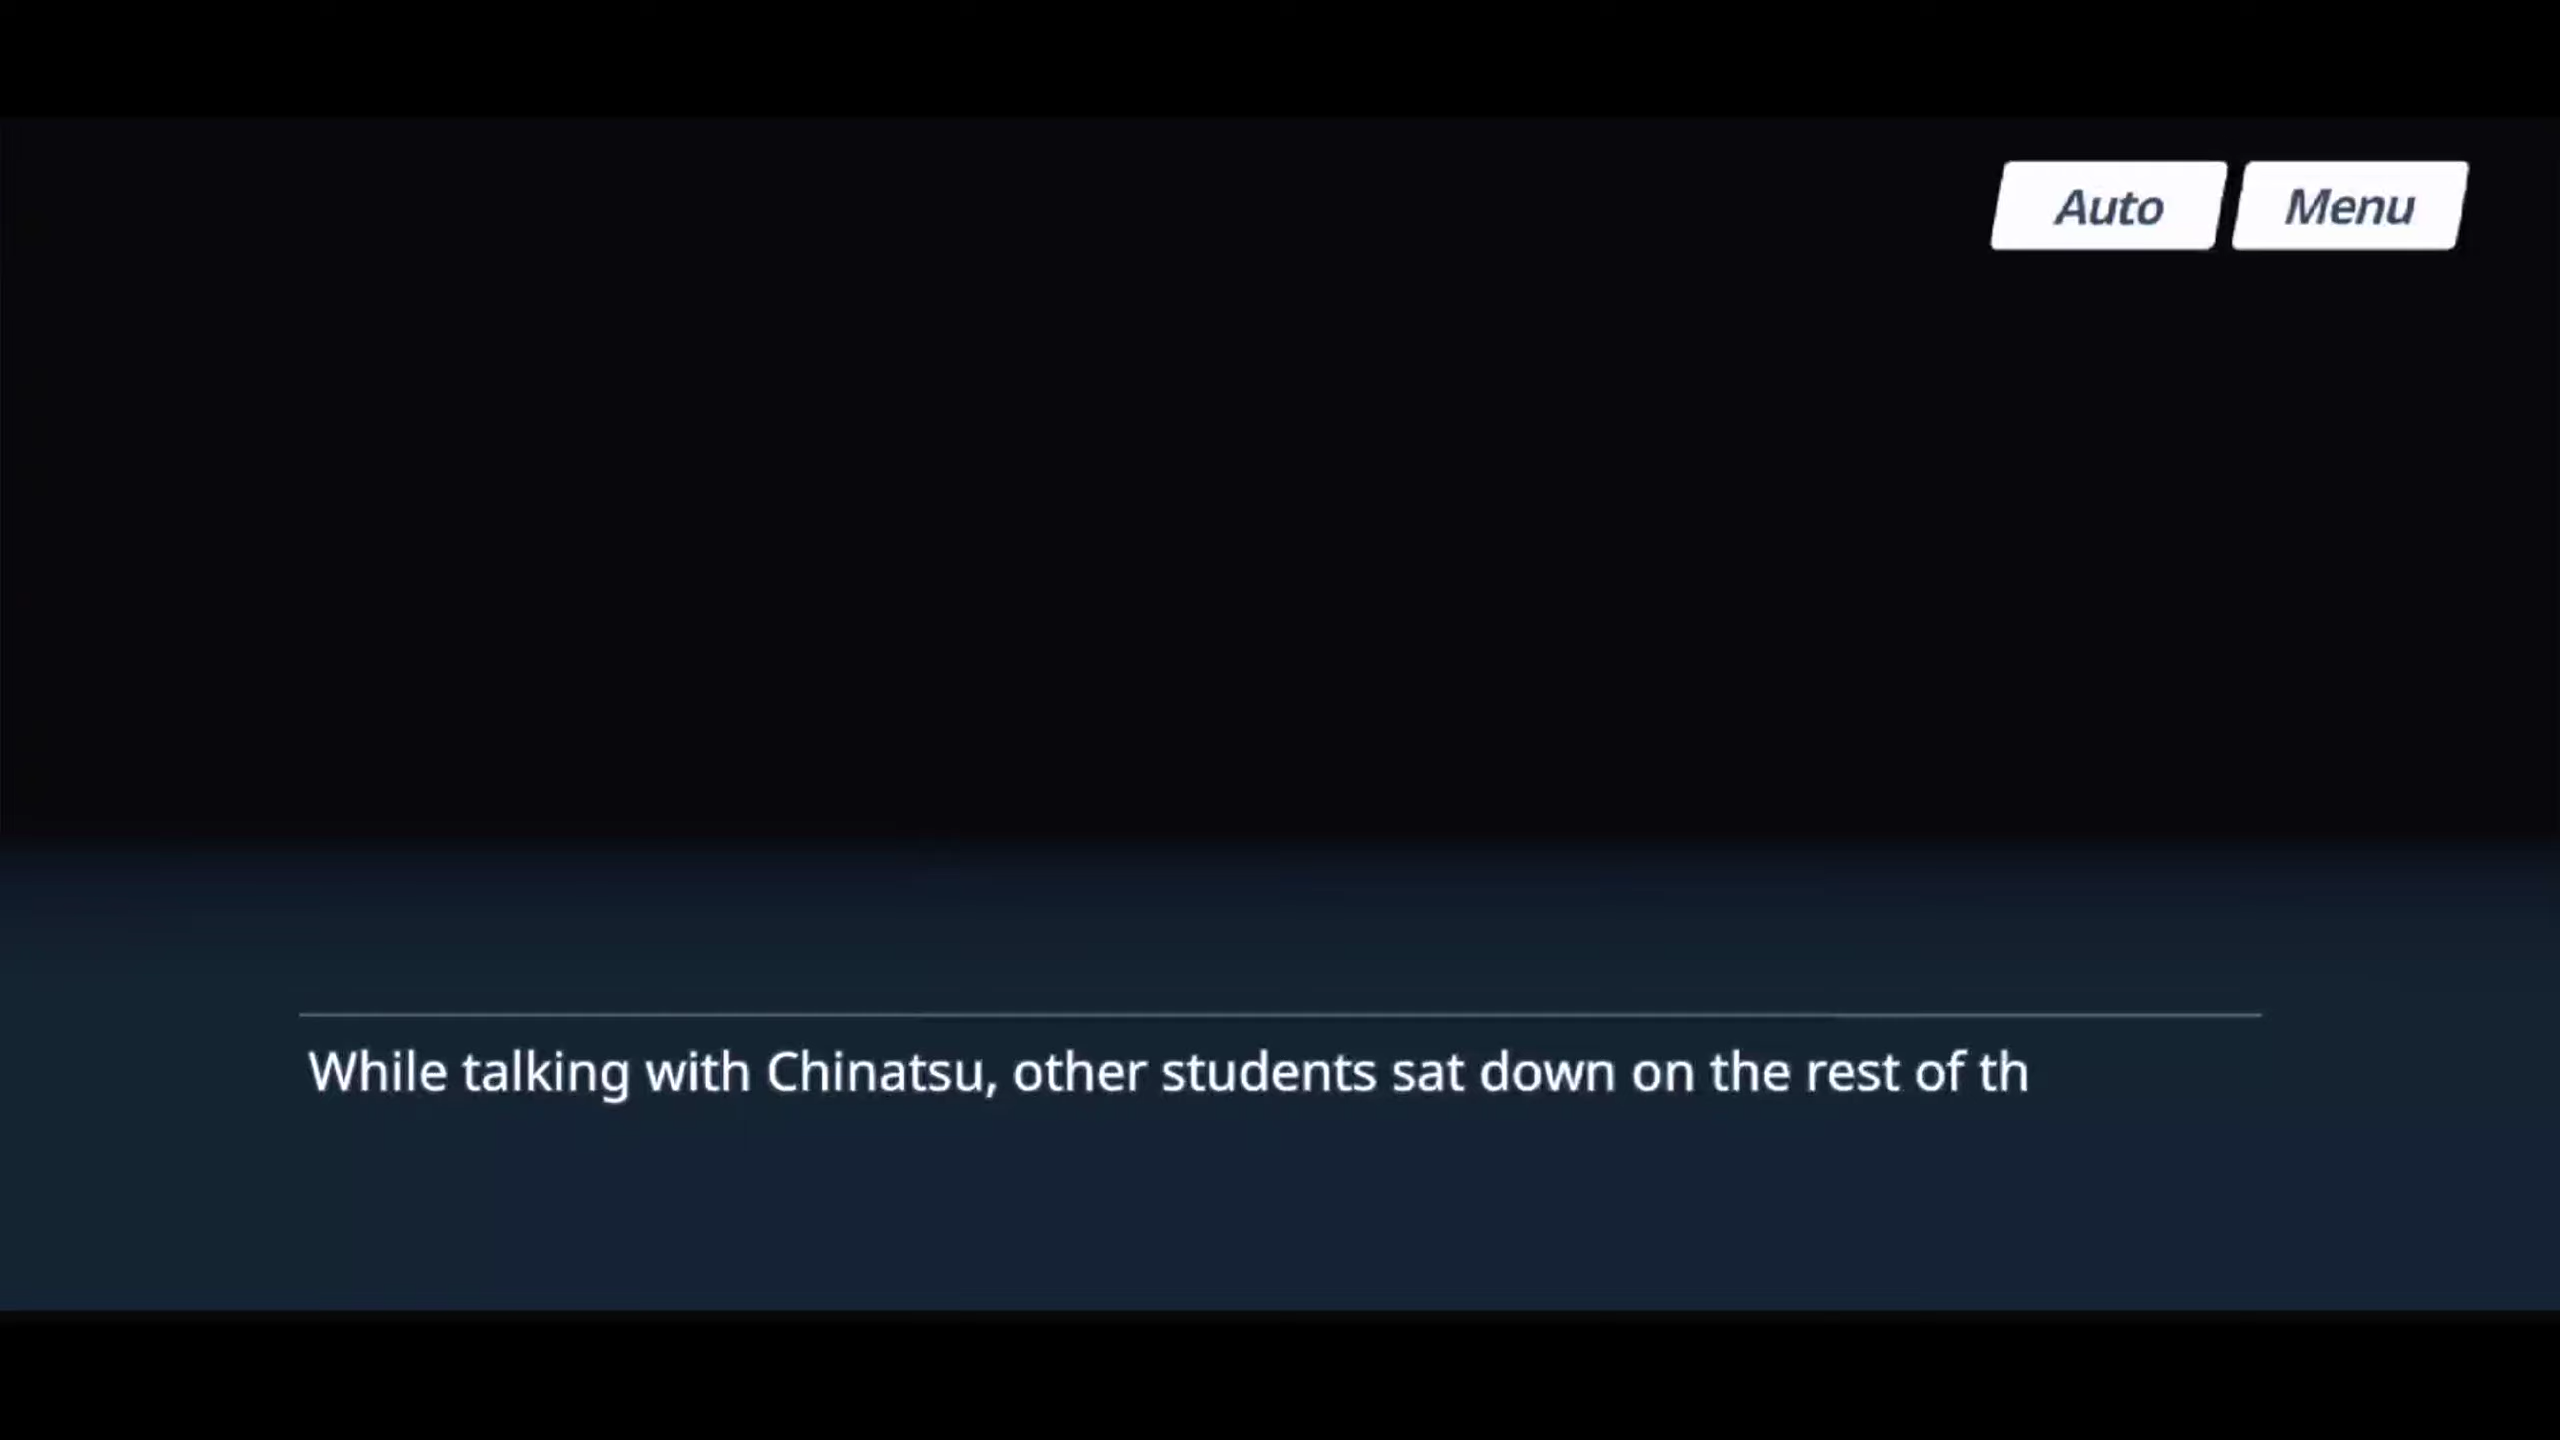 Auto Menu
While talking with Chinatsu, other students sat down on the rest of th